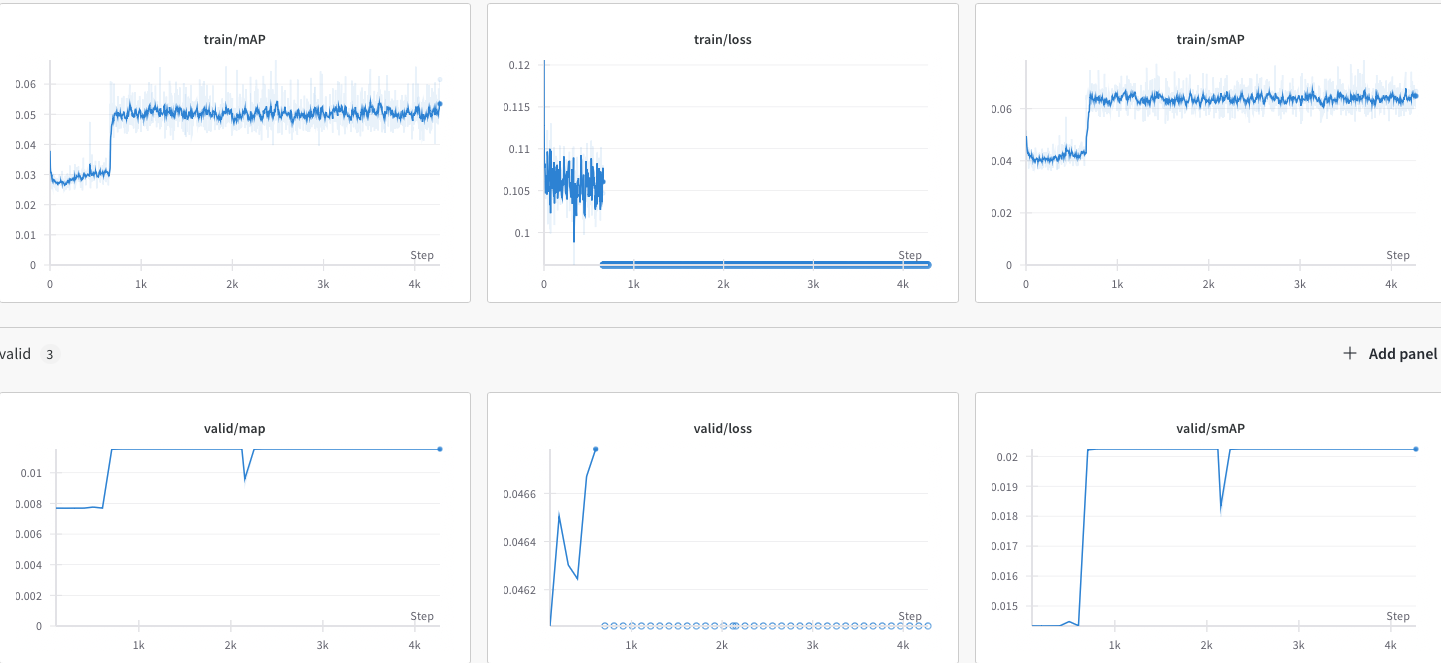 train/mAP
0.06
0.05
0.04
0.03
0.02
0.01
0
Step
0 1k 2k 3k 4k
train/loss
0.12
0.115
0.11
0.105
0.1
Step
0 1k 2k 3k 4k
train/smAP
0.06
0.04
0.02
0
Step
0 1k 2k 3k 4k
valid 3
+ Add panel
valid/map
0.01
0.008
0.006
0.004
0.002
0
Step
1k 2k 3k 4k
valid/loss
0.0466
0.0464
0.0462
Step
1k 2k 3k 4k
valid/smAP
0.02
0.019
0.018
0.017
0.016
0.015
Step
1k 2k 3k 4k